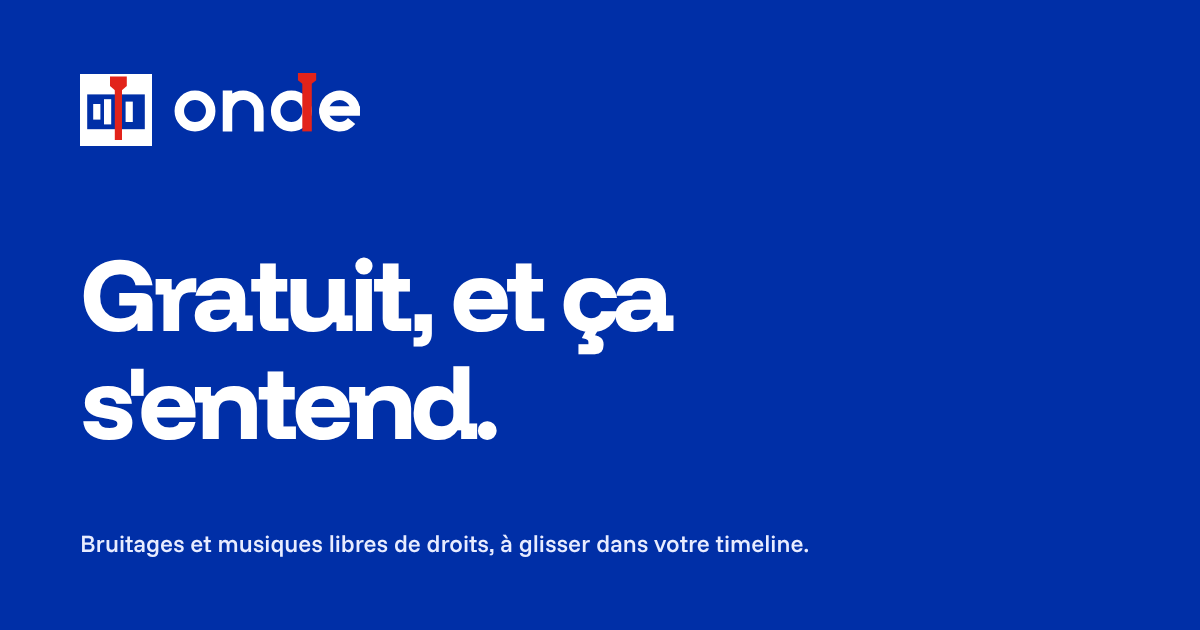 onde
Gratuit, et ça
s'entend.
Bruitages et musiques libres de droits, à glisser dans votre timeline.